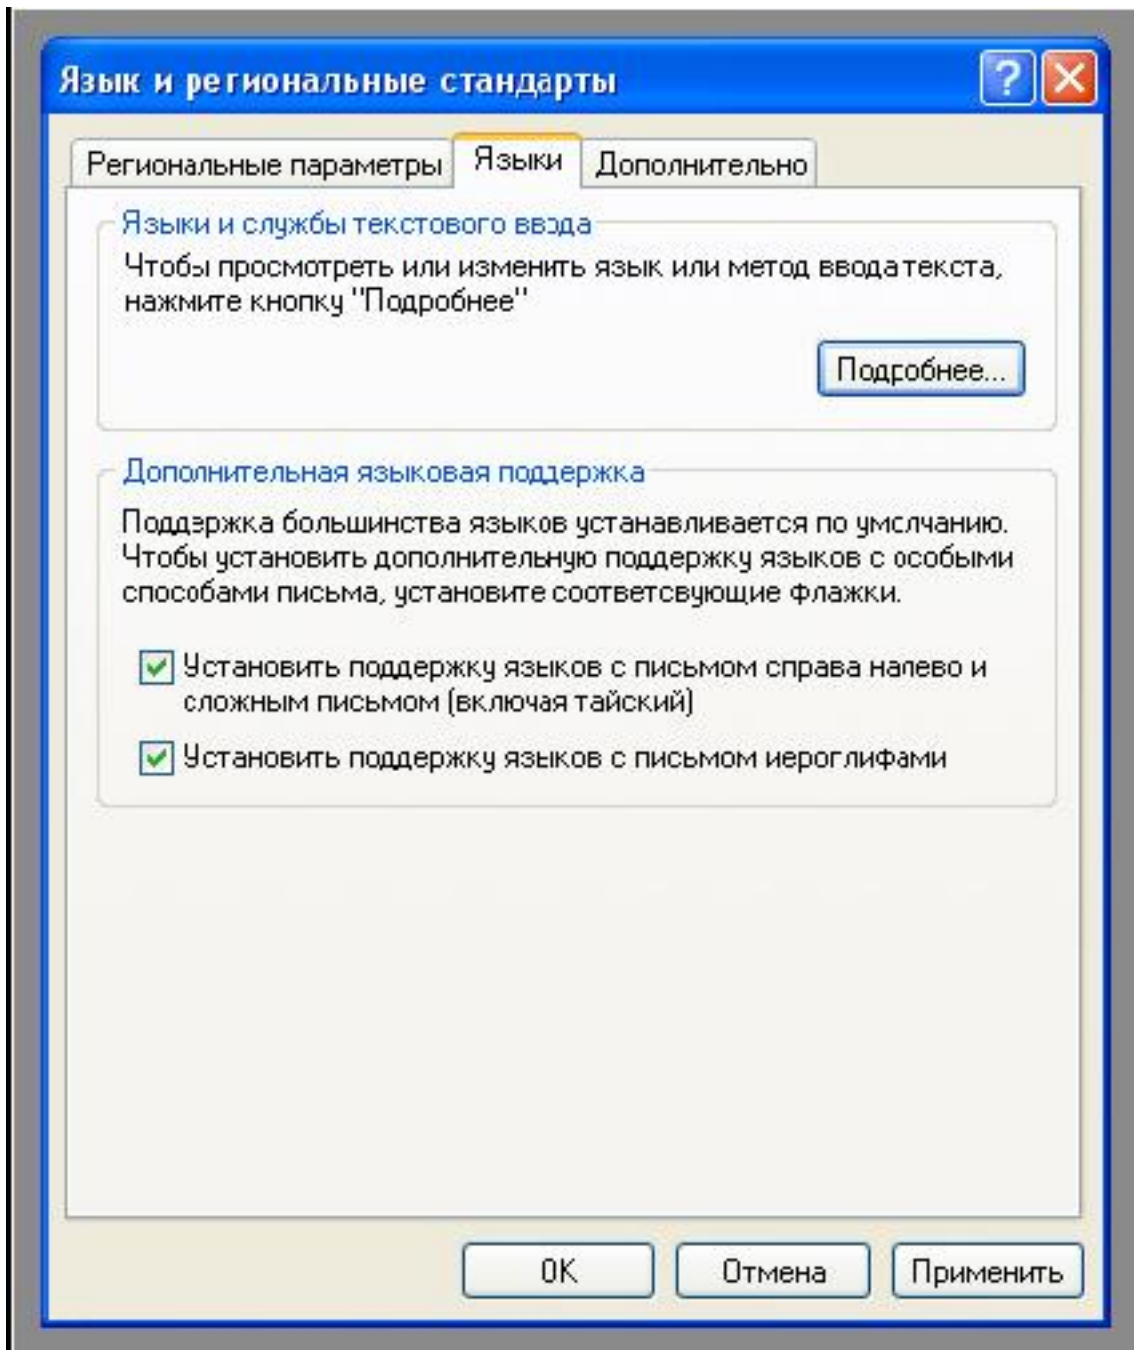 Язык и региональные стандарты
Региональные параметры
Языки
Дополнительно
Языки и службы текстового ввода
Чтобы просмотреть или изменить язык или метод ввода текста,
нажмите кнопку "Подробнее"
Подробнее...
Дополнительная языковая поддержка
Поддержка большинства языков устанавливается по умолчанию.
Чтобы установить дополнительную поддержку языков с особыми
способами письма, установите соответсвующие флажки.
Установить поддержку языков с письмом справа налево и
сложным письмом (включая тайский)
Установить поддержку языков с письмом иероглифами
ОК
Отмена
Применить